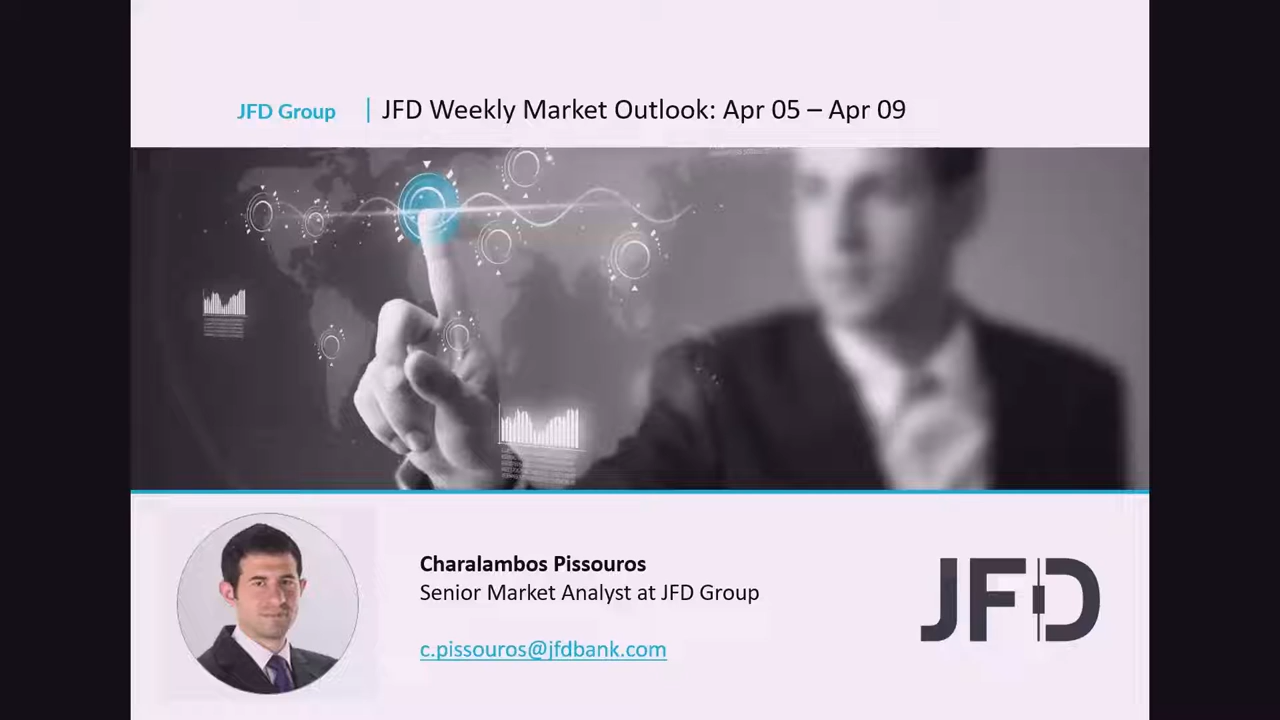 JFD Group | JFD Weekly Market Outlook: Apr 05 – Apr 09
Charalambos Pissouros
Senior Market Analyst at JFD Group
c.pissouros@jfdbank.com
JFD